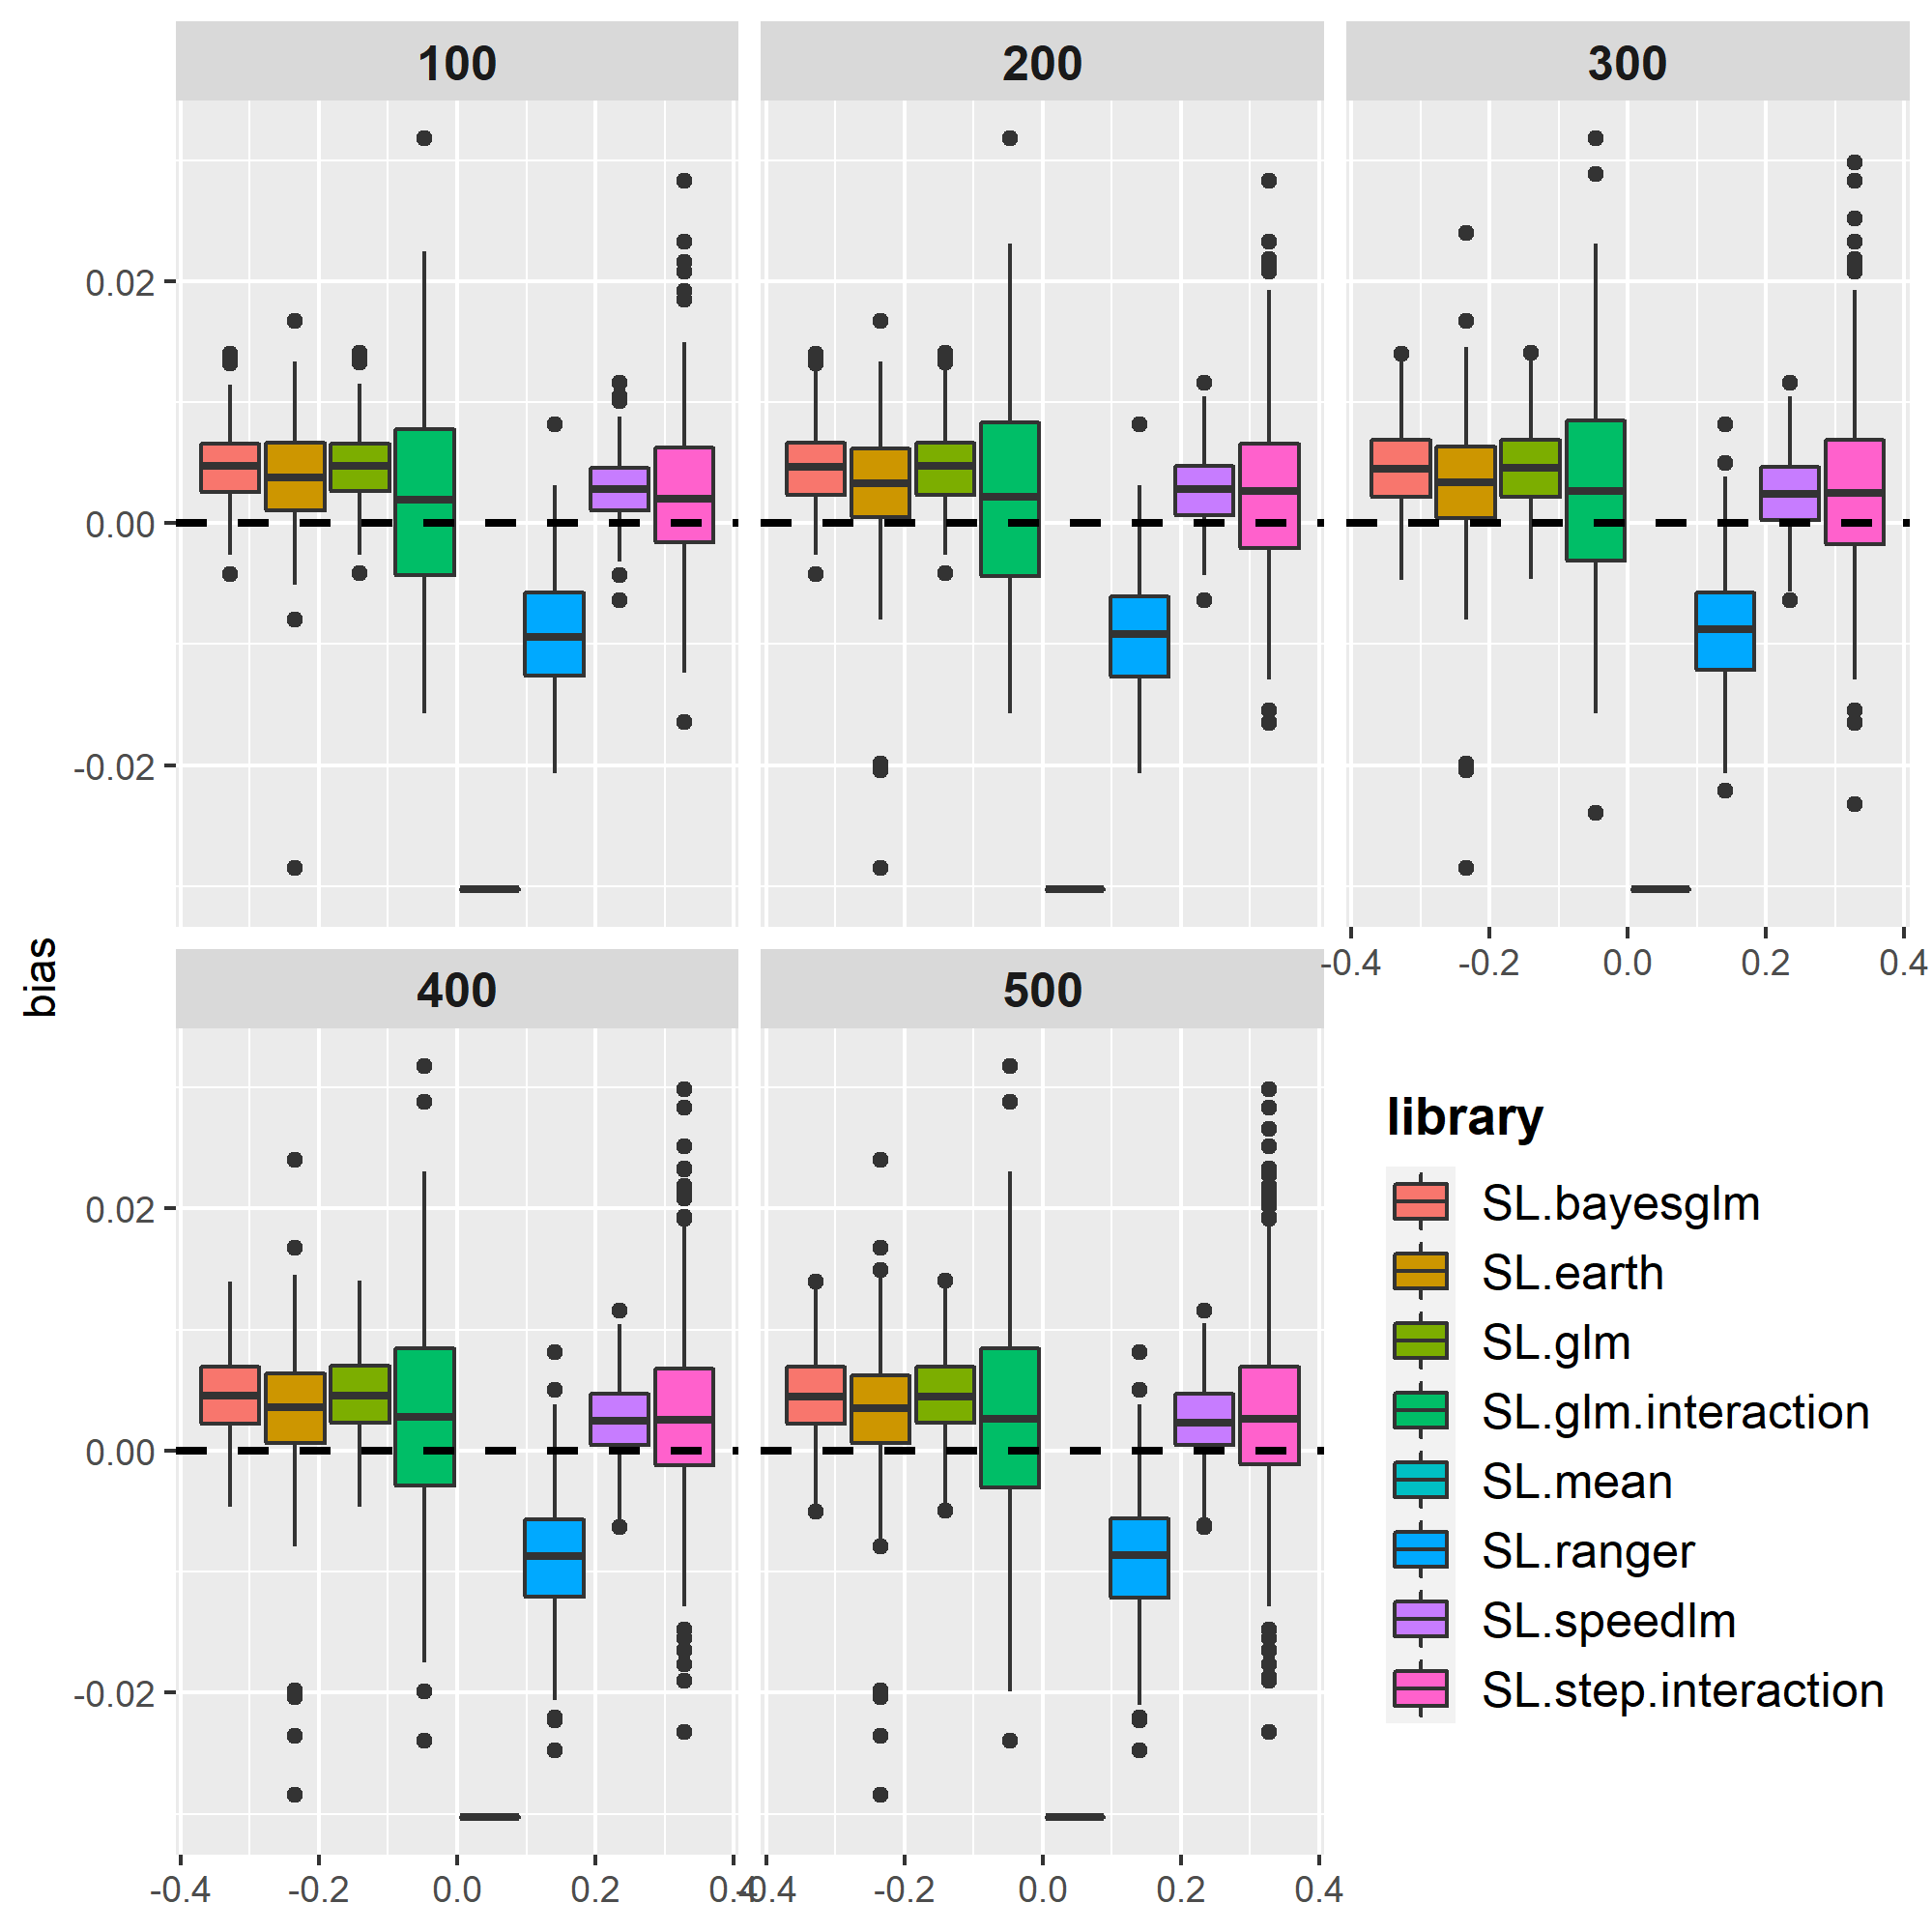 100
200
300
0.02
0.00
-0.02
bias
-0.4 -0.2 0.0 0.2 0.4
400
500
0.02
0.00
-0.02
-0.4 -0.2 0.0 0.2 0.4
-0.4 -0.2 0.0 0.2 0.4
library
SL.bayesglm
SL.earth
SL.glm
SL.glm.interaction
SL.mean
SL.ranger
SL.speedlm
SL.step.interaction